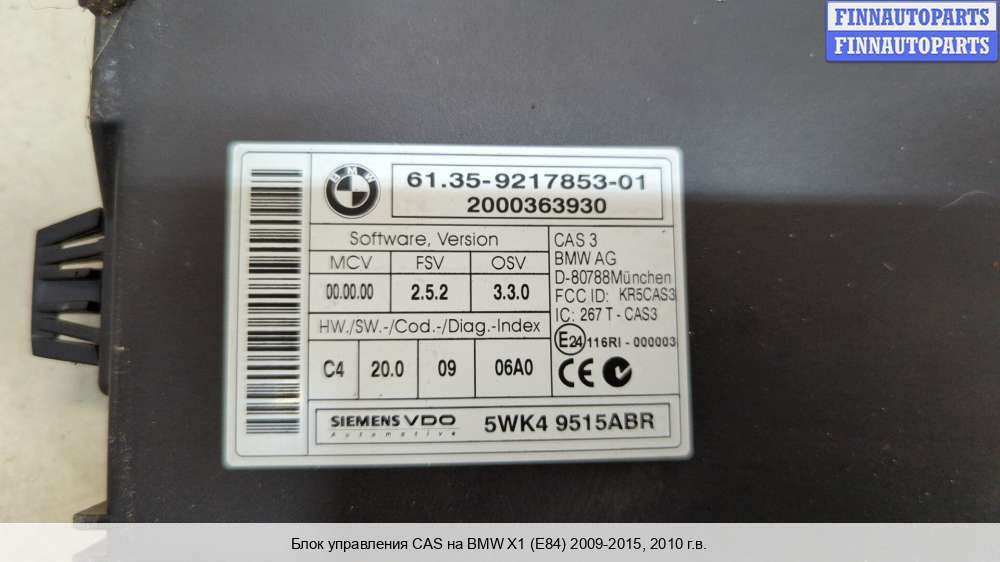 FINNAUTOPARTS
FINNAUTOPARTS
BMW
61.35-9217853-01
2000363930
Software, Version
MCV FSV OSV
00.00.00 2.5.2 3.3.0
HW./SW.-/Cod.-/Diag.-Index
C4 20.0 09 06A0
CAS 3
BMW AG
D-80788München
FCC ID: KR5CAS3
IC: 267 T - CAS3
E24 116RI - 000003
CE
SIEMENS VDO
Automotive
5WK4 9515ABR
Блок управления CAS на BMW X1 (E84) 2009-2015, 2010 г.в.